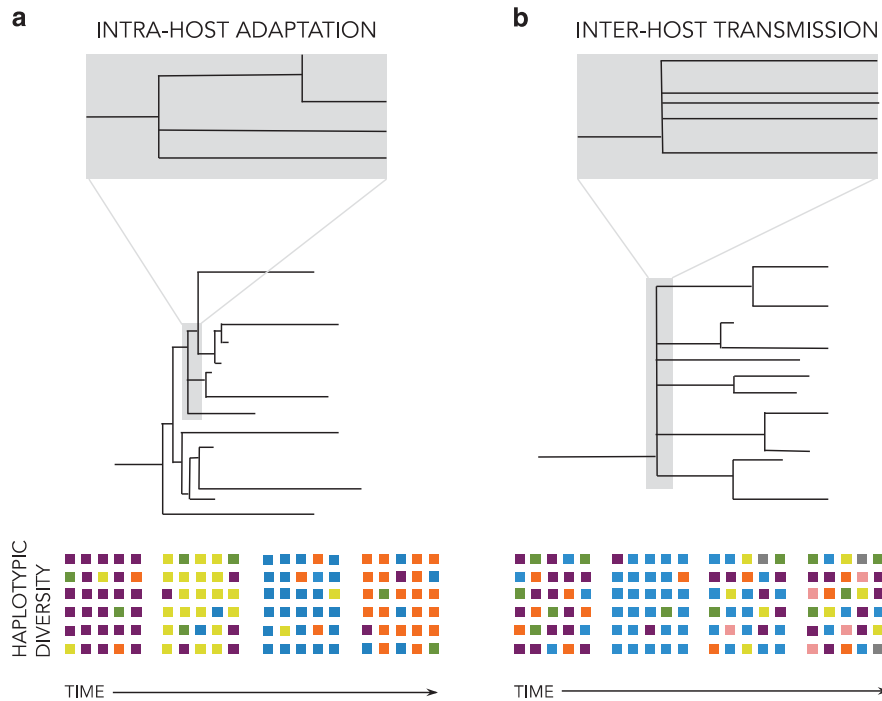 a
INTRA-HOST ADAPTATION
b
INTER-HOST TRANSMISSION
HAPLOTYPIC
DIVERSITY
TIME
TIME